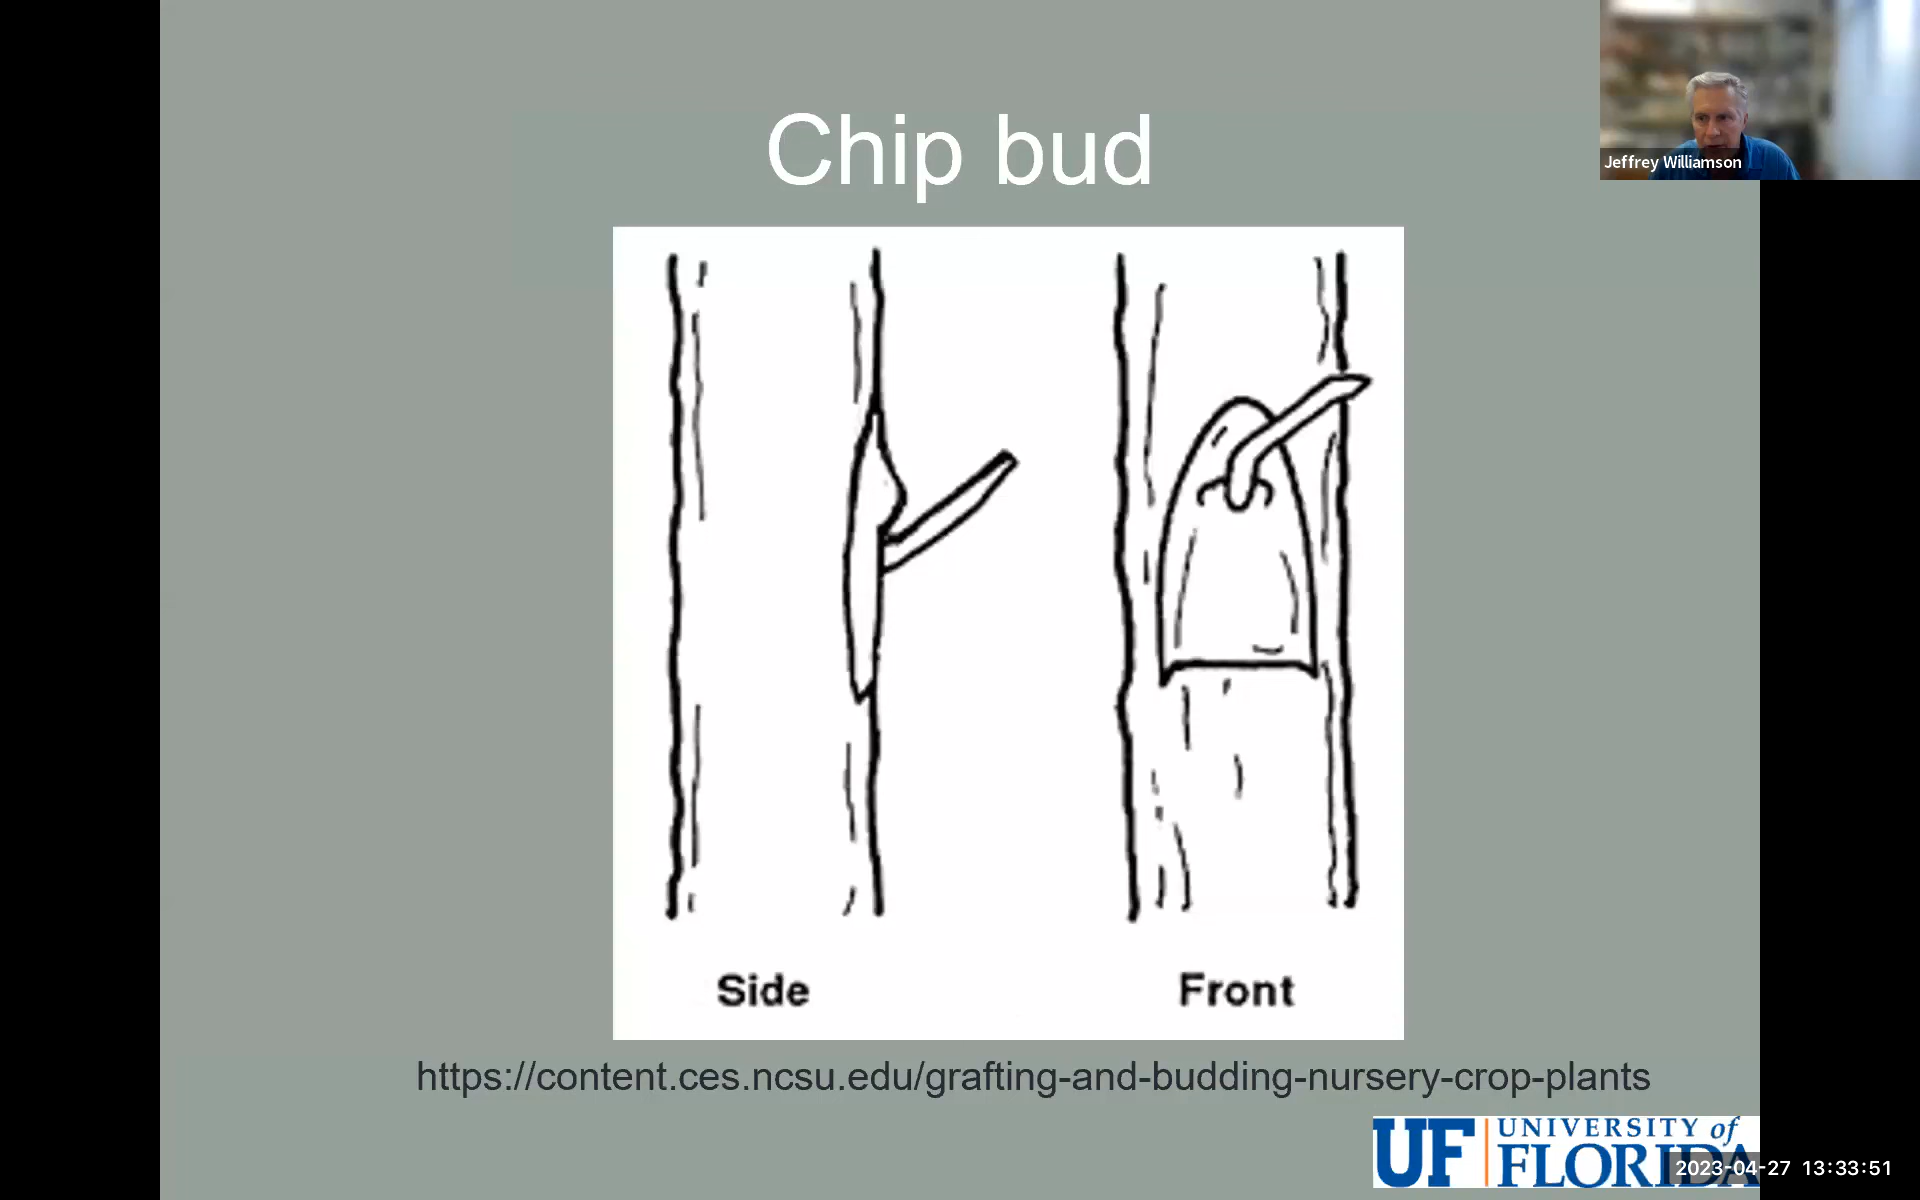 Chip bud
Jeffrey Williamson
Side
Front
https://content.ces.ncsu.edu/grafting-and-budding-nursery-crop-plants
UF UNIVERSITY of
FLORIDA
2023-04-27 13:33:51